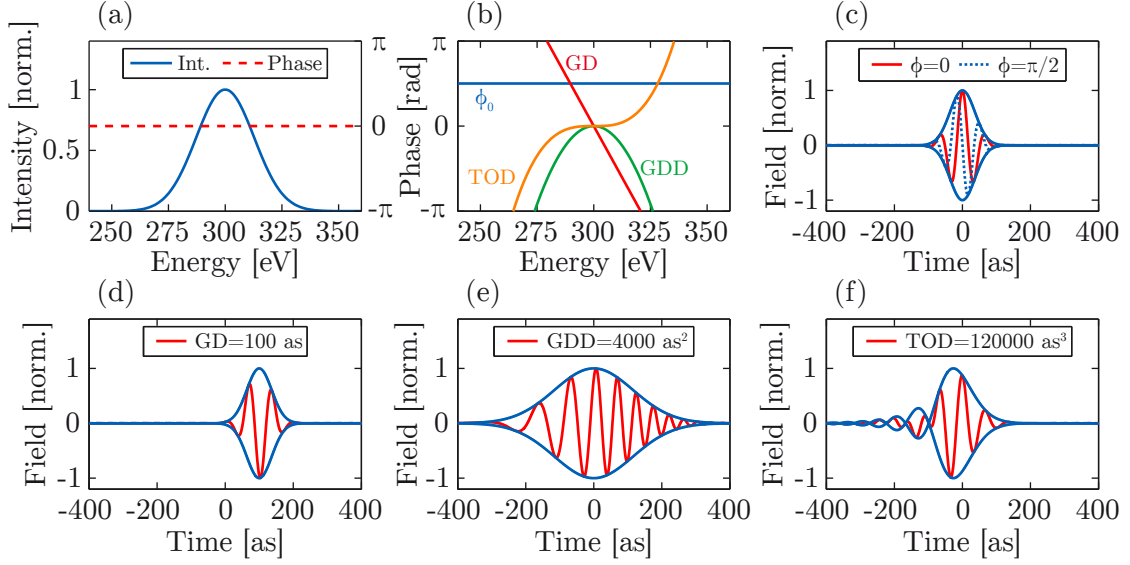 (a)
Int.
Phase
Intensity [norm.]
1
0.5
0
π
0
-π
250
275
300
325
350
Energy [eV]
(b)
Phase [rad]
π
0
-π
ϕ₀
GD
TOD
GDD
250
275
300
325
350
Energy [eV]
(c)
ϕ=0
ϕ=π/2
Field [norm.]
1
0
-1
-400
-200
0
200
400
Time [as]
(d)
GD=100 as
Field [norm.]
1
0
-1
-400
-200
0
200
400
Time [as]
(e)
GDD=4000 as²
Field [norm.]
1
0
-1
-400
-200
0
200
400
Time [as]
(f)
TOD=120000 as³
Field [norm.]
1
0
-1
-400
-200
0
200
400
Time [as]